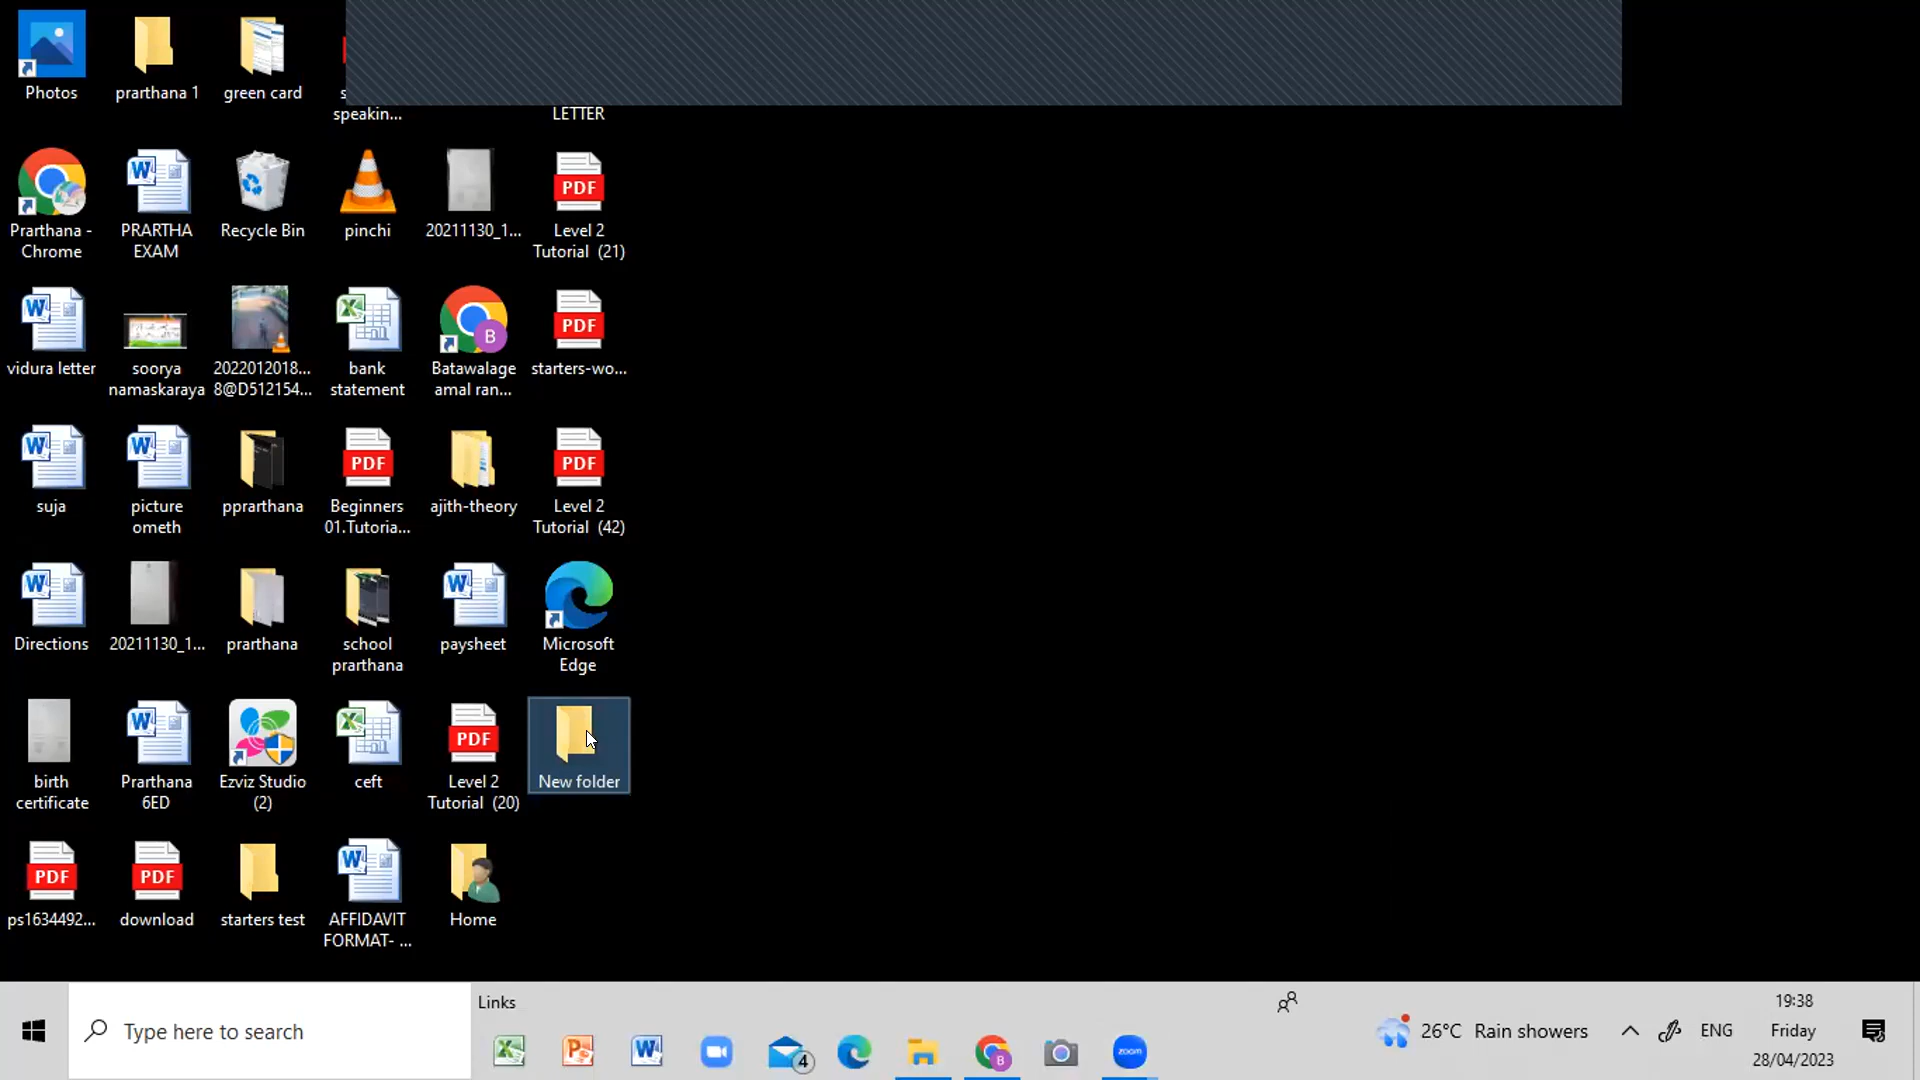 Photos
prarthana 1
green card
s
speakin...
LETTER
Prarthana -
Chrome
PRARTHA
EXAM
Recycle Bin
pinchi
20211130_1...
Level 2
Tutorial (21)
vidura letter
soorya
namaskaraya
2022012018...
8@D512154...
bank
statement
Batawalage
amal ran...
starters-wo...
suja
picture
ometh
pprarthana
Beginners
01.Tutoria...
ajith-theory
Level 2
Tutorial (42)
Directions
20211130_1...
prarthana
school
prarthana
paysheet
Microsoft
Edge
birth
certificate
Prarthana
6ED
Ezviz Studio
(2)
ceft
Level 2
Tutorial (20)
New folder
ps1634492...
download
starters test
AFFIDAVIT
FORMAT- ...
Home
PDF
PDF
PDF
PDF
PDF
PDF
PDF
B
Type here to search
Links
4
B
zoom
26°C Rain showers
ENG
19:38
Friday
28/04/2023